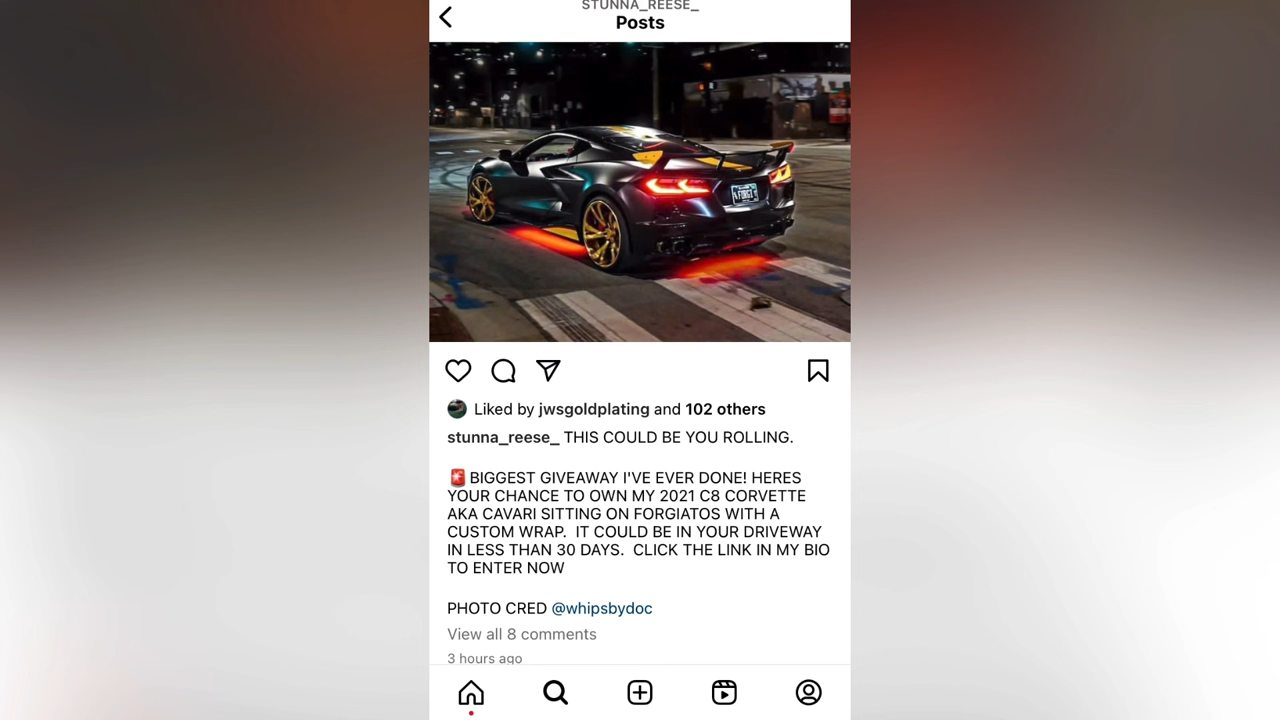 STUNNA_REESE_
Posts
Liked by jwsgoldplating and 102 others
stunna_reese_ THIS COULD BE YOU ROLLING.
🚨BIGGEST GIVEAWAY I'VE EVER DONE! HERES
YOUR CHANCE TO OWN MY 2021 C8 CORVETTE
AKA CAVARI SITTING ON FORGIATOS WITH A
CUSTOM WRAP.  IT COULD BE IN YOUR DRIVEWAY
IN LESS THAN 30 DAYS.  CLICK THE LINK IN MY BIO
TO ENTER NOW
PHOTO CRED @whipsbydoc
View all 8 comments
3 hours ago